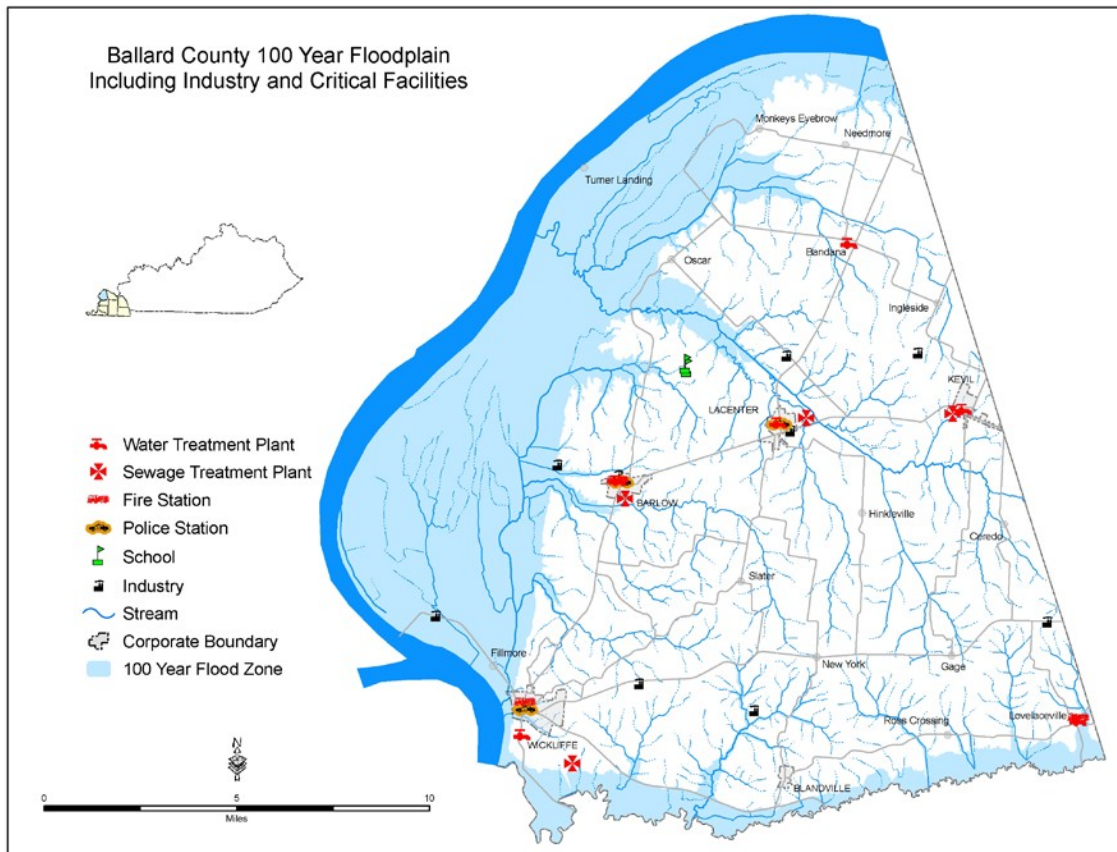 Ballard County 100 Year Floodplain
Including Industry and Critical Facilities
Monkeys Eyebrow
Needmore
Turner Landing
Bandana
Oscar
Ingleside
KEVIL
LACENTER
Water Treatment Plant
Sewage Treatment Plant
Fire Station
Police Station
School
Industry
Stream
Corporate Boundary
100 Year Flood Zone
BARLOW
Hinkleville
Ceredo
Slater
Fillmore
New York
Gage
Ross Crossing
Lovelaceville
WICKLIFFE
BLANDVILLE
N
0 5 10
Miles